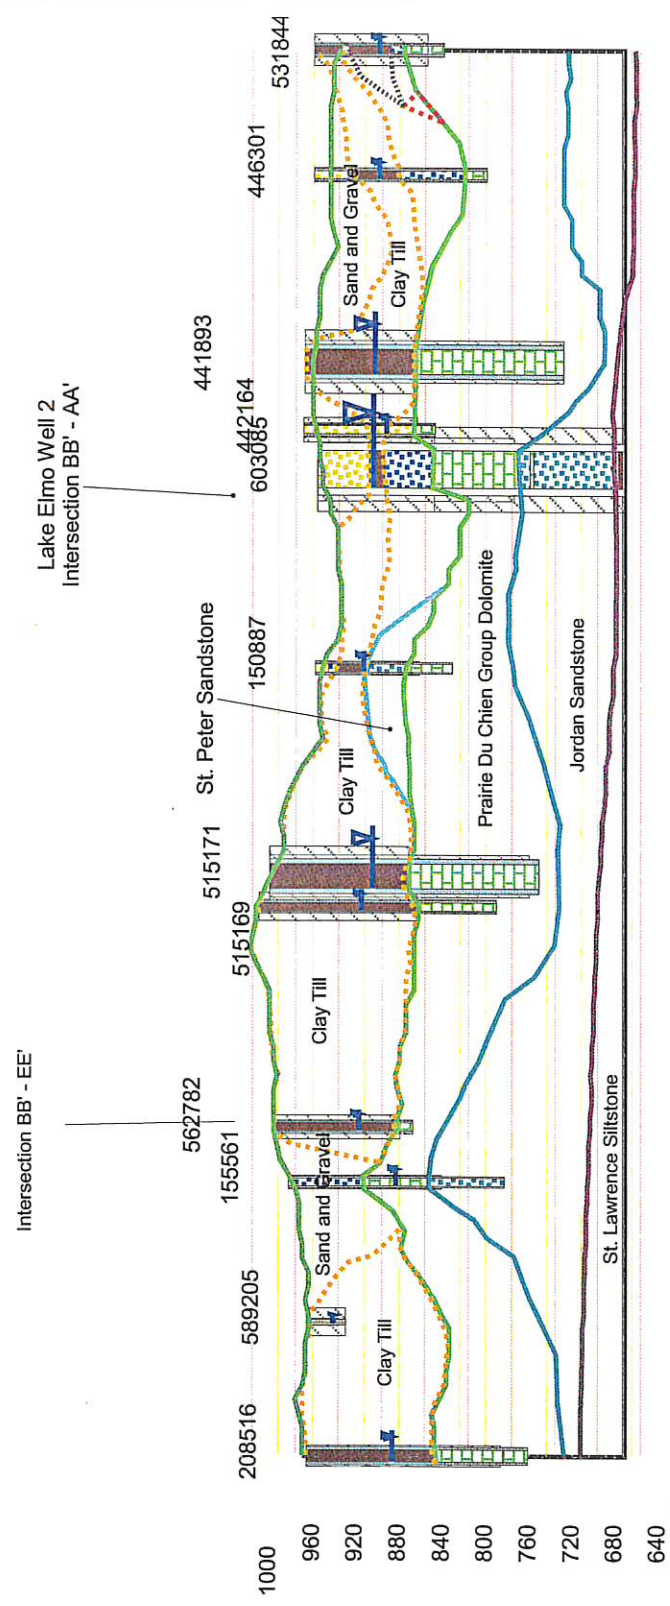 Lake Elmo Well 2
Intersection BB' - AA'
Intersection BB' - EE'
208516
589205
155561
562782
515169
515171
150887
603085
442164
441893
446301
531844
St. Peter Sandstone
Clay Till
Sand and Gravel
Clay Till
Clay Till
Sand and Gravel
Clay Till
Prairie Du Chien Group Dolomite
Jordan Sandstone
St. Lawrence Siltstone
1000
960
920
880
840
800
760
720
680
640